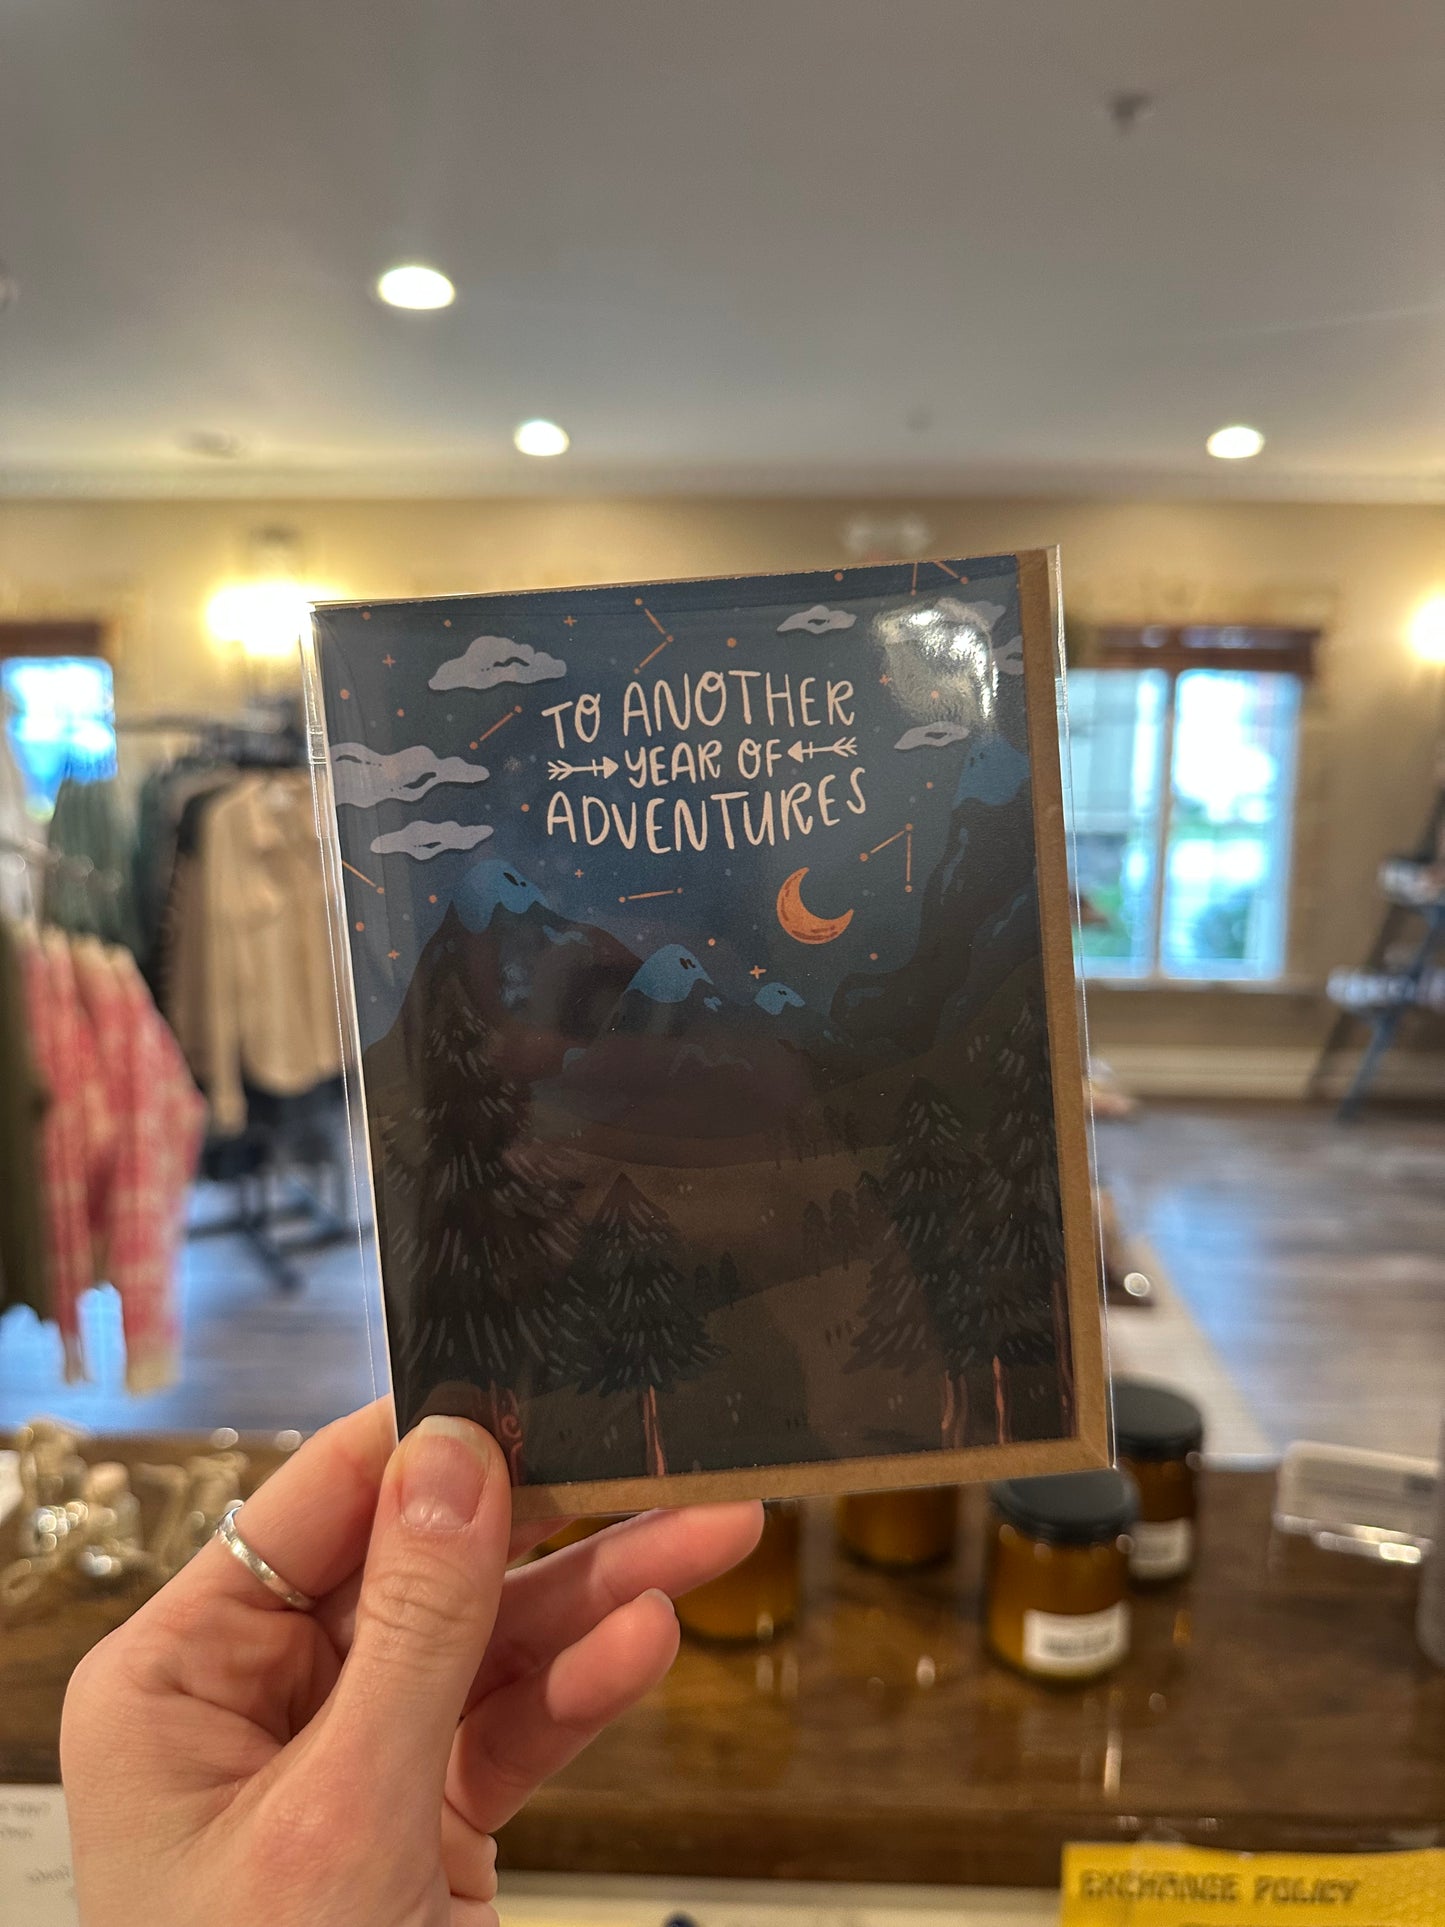 TO ANOTHER
YEAR OF
ADVENTURES
EXCHANGE POLICY